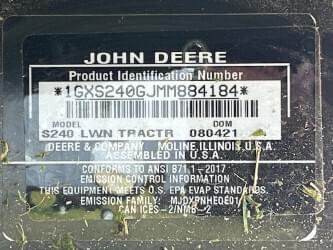 JOHN DEERE
Product Identification Number
*1GXS240GJMM884184*
MODEL DOM
S240 LWN TRACTR 080421
DEERE & COMPANY MOLINE, ILLINOIS U.S.A.
ASSEMBLED IN U.S.A.
CONFORMS TO ANSI B71.1-2017
EMISSION CONTROL INFORMATION
THIS EQUIPMENT MEETS U.S. EPA EVAP STANDARDS
EMISSION FAMILY:
CAN ICES-2/NMB-2